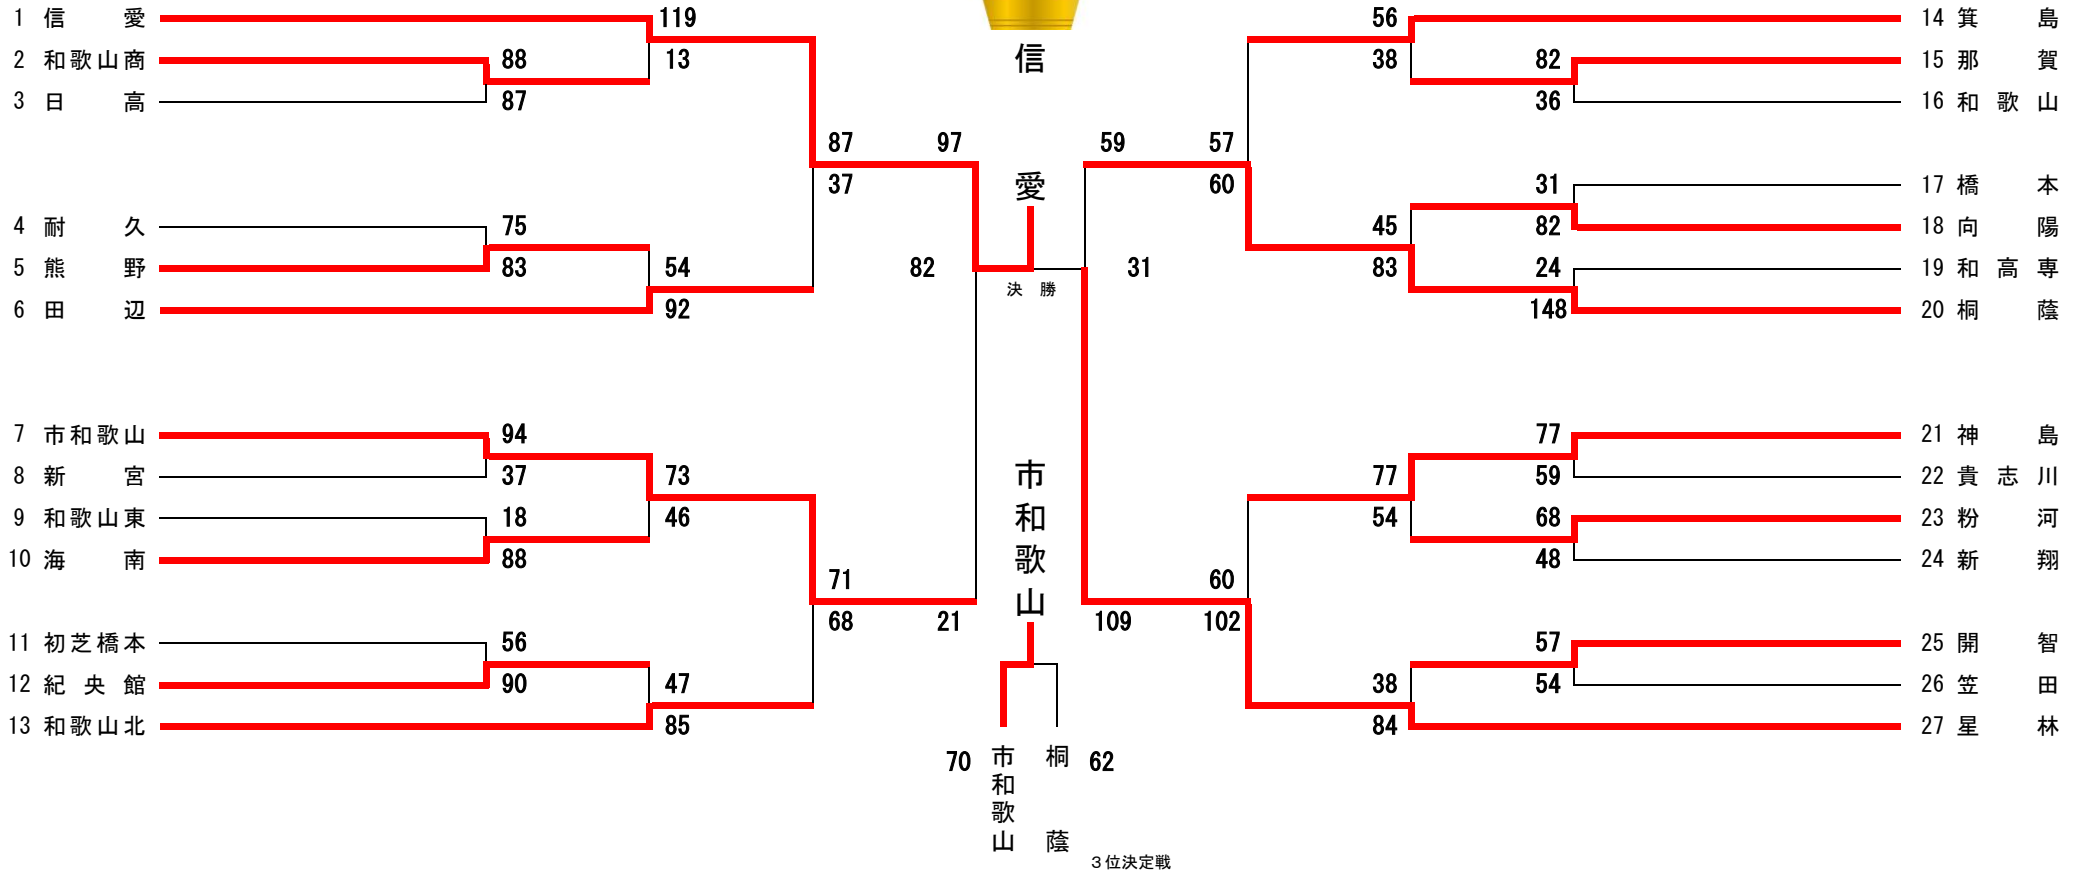 1 信愛 119 信 56 14 箕島
2 和歌山商 88 13 38 82 15 那賀
3 日高 87 36 16 和歌山
87 97 59 57
37 愛 60 31 17 橋本
4 耐久 75 45 82 18 向陽
5 熊野 83 54 82 31 83 24 19 和高専
決勝
6 田辺 92 148 20 桐蔭
7 市和歌山 94 77 21 神島
8 新宮 37 73 市 77 59 22 貴志川
9 和歌山東 18 46 和 54 68 23 粉河
10 海南 88 歌 48 24 新翔
71 山 60
68 21 109 102
11 初芝橋本 56 57 25 開智
12 紀央館 90 47 38 54 26 笠田
13 和歌山北 85 84 27 星林
70 市和歌山 桐蔭 62
3位決定戦